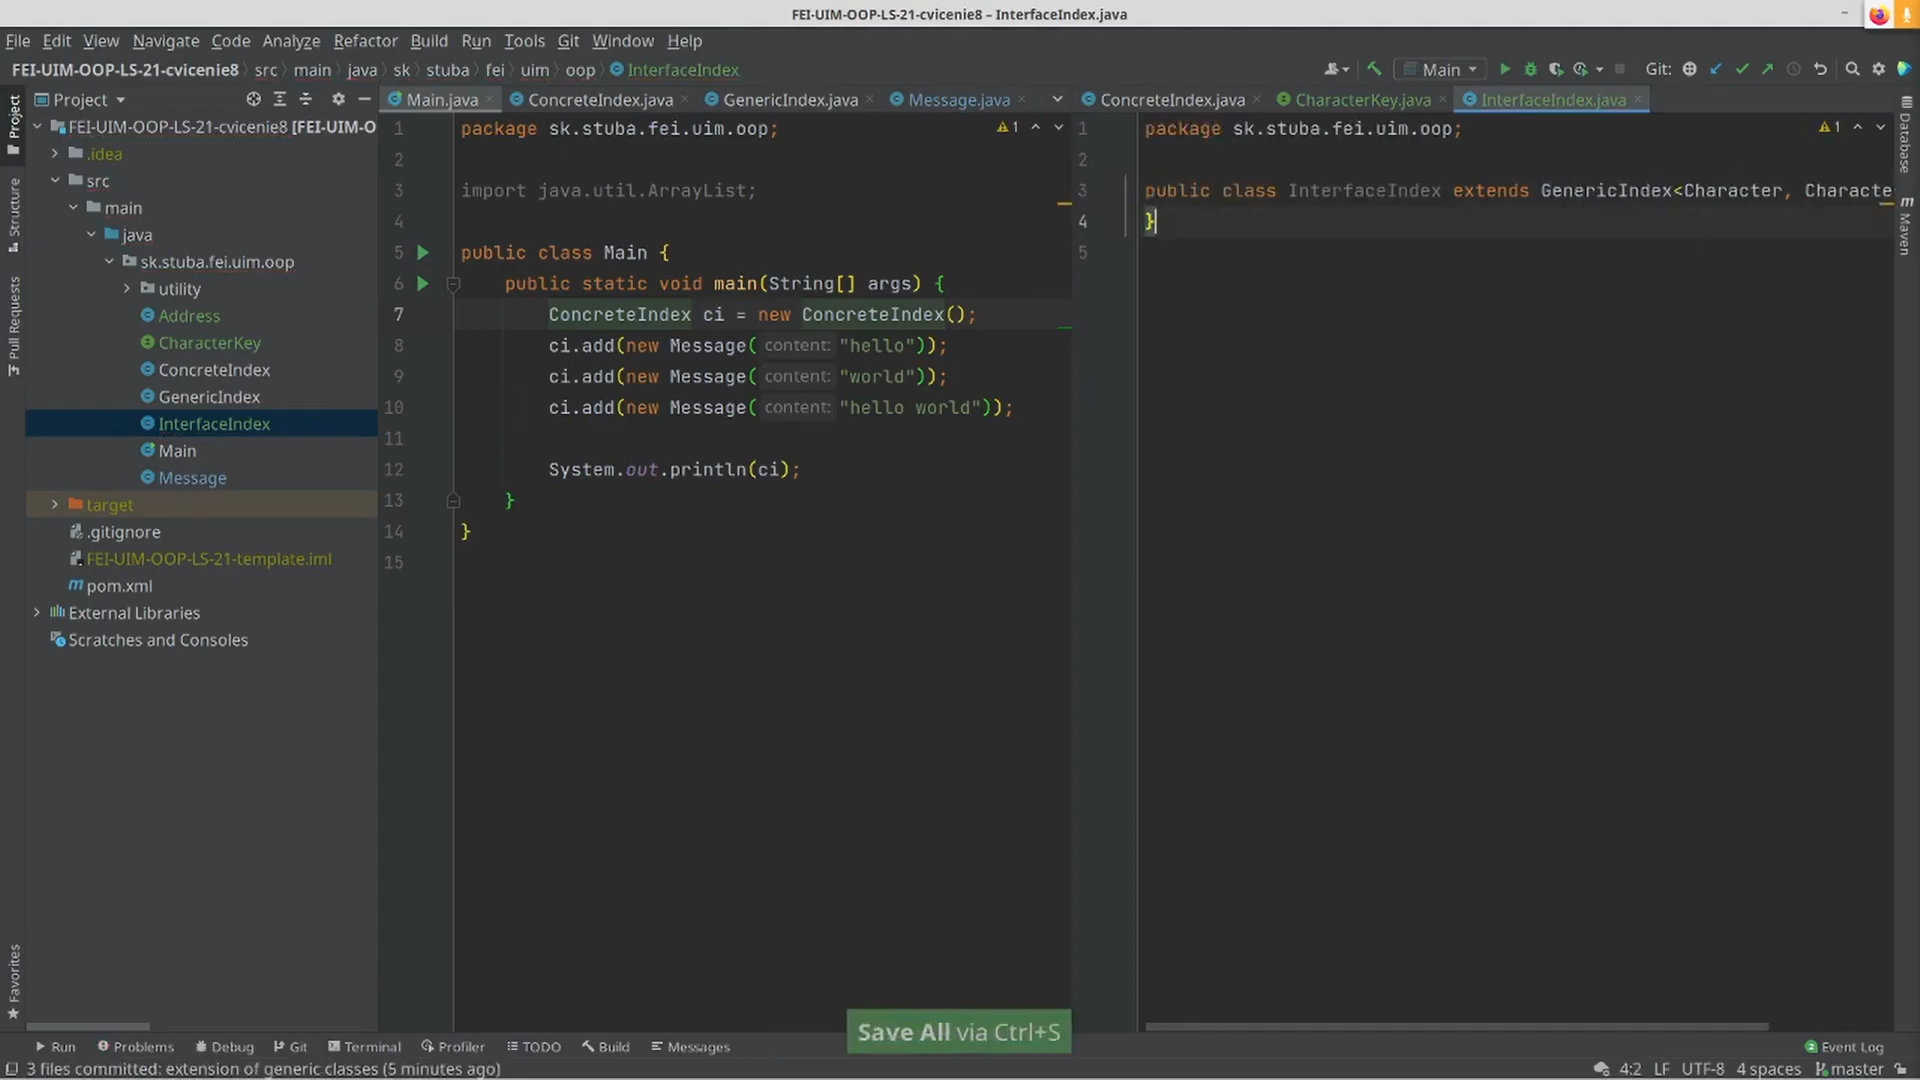 FEI-UIM-OOP-LS-21-cvicenie8 – InterfaceIndex.java
File Edit View Navigate Code Analyze Refactor Build Run Tools Git Window Help
FEI-UIM-OOP-LS-21-cvicenie8 src main java sk stuba fei uim oop InterfaceIndex Main Git:
Project
Main.java ConcreteIndex.java GenericIndex.java Message.java
ConcreteIndex.java CharacterKey.java InterfaceIndex.java
Project
Structure
Pull Requests
Favorites
FEI-UIM-OOP-LS-21-cvicenie8 [FEI-UIM-O
.idea
src
main
java
sk.stuba.fei.uim.oop
utility
Address
CharacterKey
ConcreteIndex
GenericIndex
InterfaceIndex
Main
Message
target
.gitignore
FEI-UIM-OOP-LS-21-template.iml
pom.xml
External Libraries
Scratches and Consoles
1 package sk.stuba.fei.uim.oop; 1
2
3 import java.util.ArrayList;
4
5 public class Main {
6 public static void main(String[] args) {
7 ConcreteIndex ci = new ConcreteIndex();
8 ci.add(new Message( content: "hello"));
9 ci.add(new Message( content: "world"));
10 ci.add(new Message( content: "hello world"));
11
12 System.out.println(ci);
13 }
14 }
15
1 package sk.stuba.fei.uim.oop; 1
2
3 public class InterfaceIndex extends GenericIndex<Character, Characte
4 }
5
Database
Maven
Save All via Ctrl+S
Run Problems Debug Git Terminal Profiler TODO Build Messages 2 Event Log
3 files committed: extension of generic classes (5 minutes ago) 4:2 LF UTF-8 4 spaces master